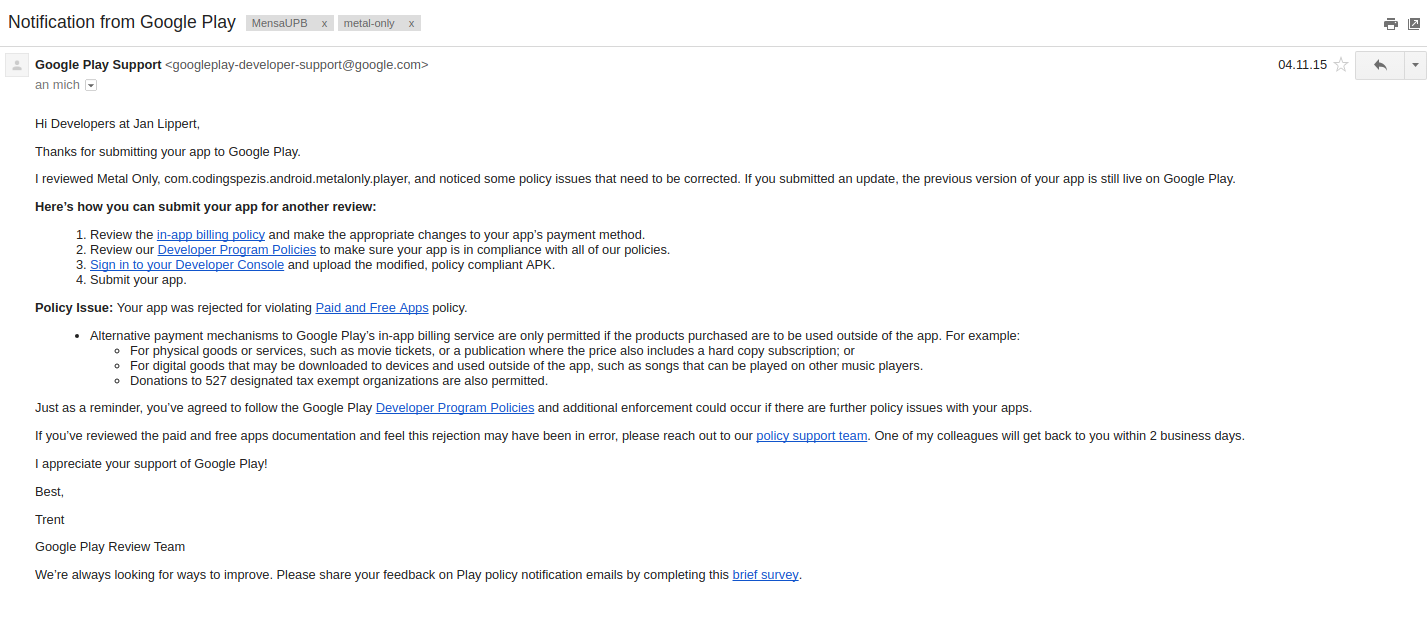 Notification from Google Play MensaUPB x metal-only x
Google Play Support <googleplay-developer-support@google.com> 04.11.15
an mich
Hi Developers at Jan Lippert,
Thanks for submitting your app to Google Play.
I reviewed Metal Only, com.codingspezis.android.metalonly.player, and noticed some policy issues that need to be corrected. If you submitted an update, the previous version of your app is still live on Google Play.
Here’s how you can submit your app for another review:
1. Review the in-app billing policy and make the appropriate changes to your app’s payment method.
2. Review our Developer Program Policies to make sure your app is in compliance with all of our policies.
3. Sign in to your Developer Console and upload the modified, policy compliant APK.
4. Submit your app.
Policy Issue: Your app was rejected for violating Paid and Free Apps policy.
• Alternative payment mechanisms to Google Play’s in-app billing service are only permitted if the products purchased are to be used outside of the app. For example:
◦ For physical goods or services, such as movie tickets, or a publication where the price also includes a hard copy subscription; or
◦ For digital goods that may be downloaded to devices and used outside of the app, such as songs that can be played on other music players.
◦ Donations to 527 designated tax exempt organizations are also permitted.
Just as a reminder, you’ve agreed to follow the Google Play Developer Program Policies and additional enforcement could occur if there are further policy issues with your apps.
If you’ve reviewed the paid and free apps documentation and feel this rejection may have been in error, please reach out to our policy support team. One of my colleagues will get back to you within 2 business days.
I appreciate your support of Google Play!
Best,
Trent
Google Play Review Team
We’re always looking for ways to improve. Please share your feedback on Play policy notification emails by completing this brief survey.